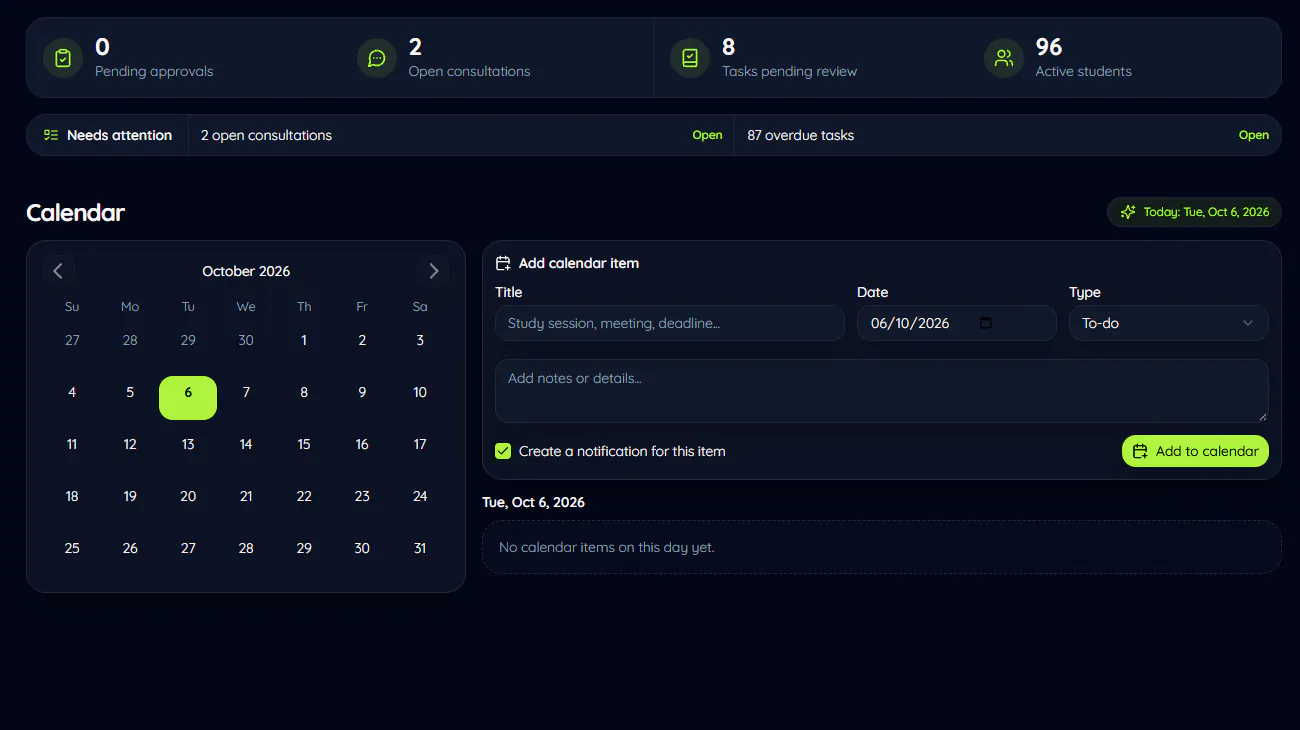 0
Pending approvals
2
Open consultations
8
Tasks pending review
96
Active students
Needs attention
2 open consultations
Open
87 overdue tasks
Open
Calendar
Today: Tue, Oct 6, 2026
October 2026
Su Mo Tu We Th Fr Sa
27 28 29 30 1 2 3
4 5 6 7 8 9 10
11 12 13 14 15 16 17
18 19 20 21 22 23 24
25 26 27 28 29 30 31
Add calendar item
Title
Study session, meeting, deadline...
Date
06/10/2026
Type
To-do
Add notes or details...
Create a notification for this item
Add to calendar
Tue, Oct 6, 2026
No calendar items on this day yet.